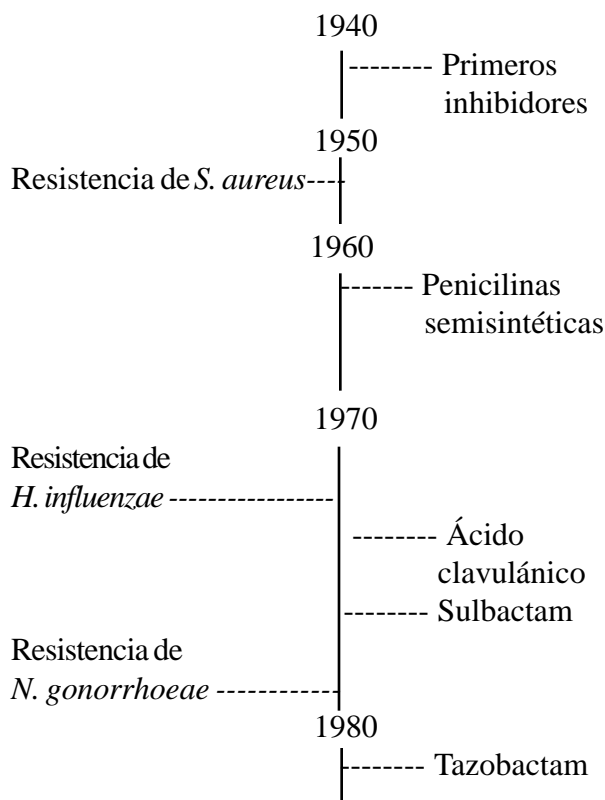 1940
Primeros
inhibidores
1950
Resistencia de S. aureus
1960
Penicilinas
semisintéticas
1970
Resistencia de
H. influenzae
Ácido
clavulánico
Sulbactam
Resistencia de
N. gonorrhoeae
1980
Tazobactam